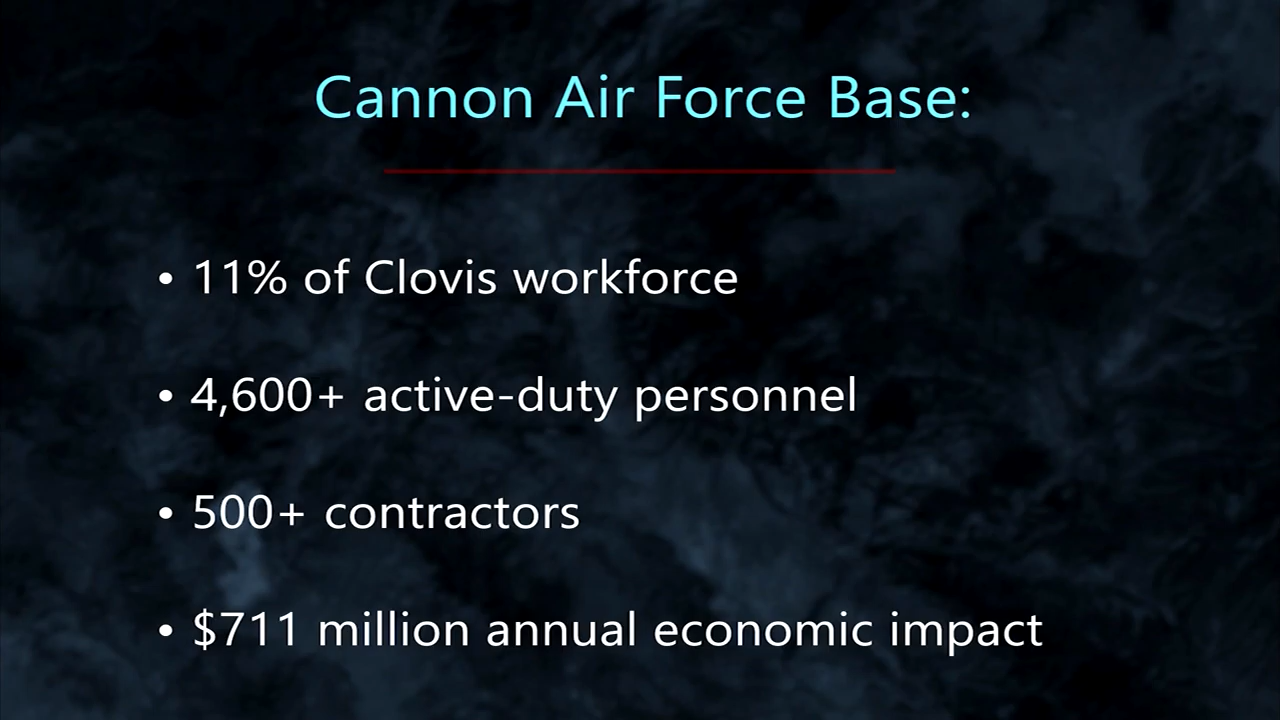 Cannon Air Force Base:
• 11% of Clovis workforce
• 4,600+ active-duty personnel
• 500+ contractors
• $711 million annual economic impact